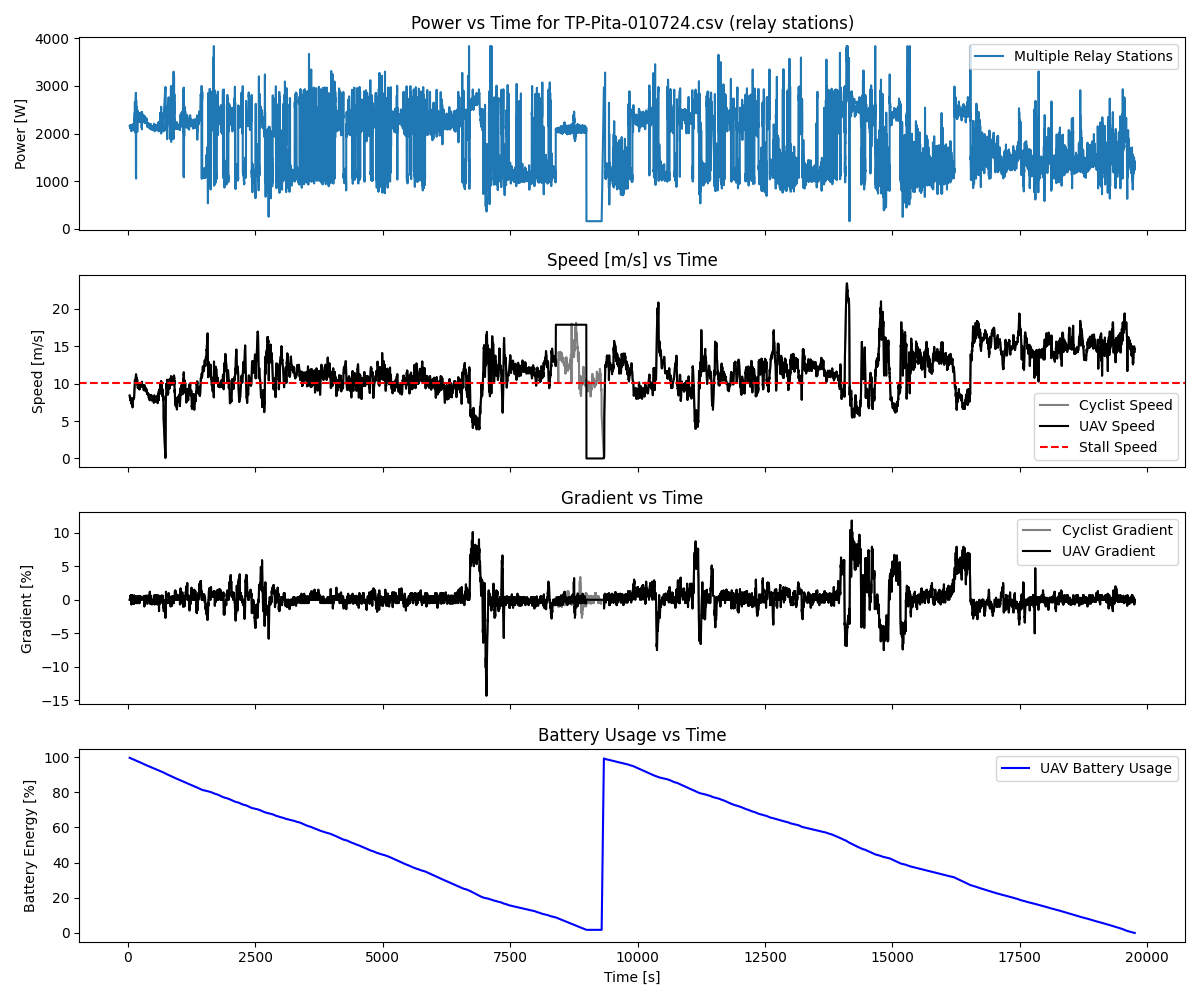 Power vs Time for TP-Pita-010724.csv (relay stations)
Power [W]
4000
3000
2000
1000
0
Multiple Relay Stations
Speed [m/s] vs Time
Speed [m/s]
20
15
10
5
0
Cyclist Speed
UAV Speed
Stall Speed
Gradient vs Time
Gradient [%]
10
5
0
−5
−10
−15
Cyclist Gradient
UAV Gradient
Battery Usage vs Time
Battery Energy [%]
100
80
60
40
20
0
UAV Battery Usage
0 2500 5000 7500 10000 12500 15000 17500 20000
Time [s]